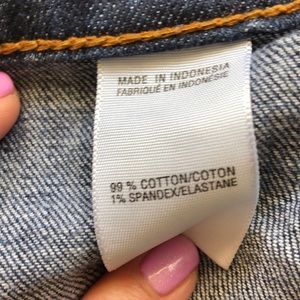 MADE IN INDONESIA
FABRIQUÉ EN INDONÉSIE
99 % COTTON/COTON
1% SPANDEX/ELASTANE